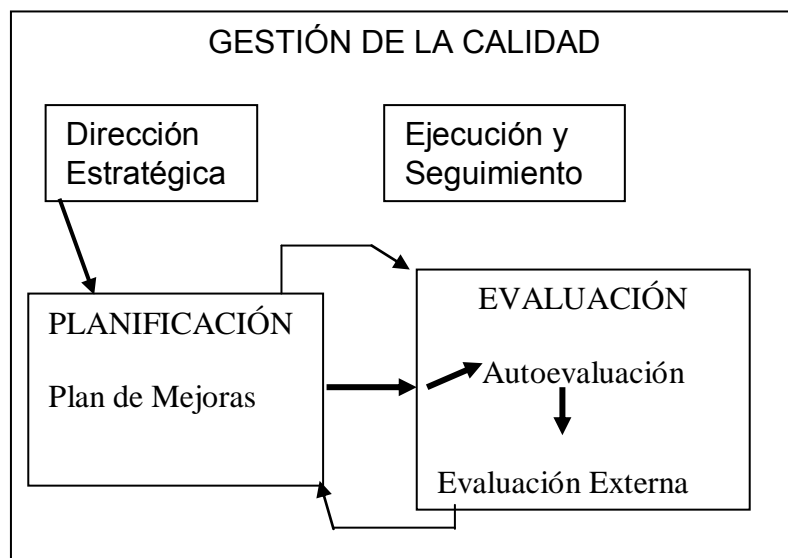 GESTIÓN DE LA CALIDAD
Dirección
Estratégica
Ejecución y
Seguimiento
PLANIFICACIÓN
Plan de Mejoras
EVALUACIÓN
Autoevaluación
Evaluación Externa